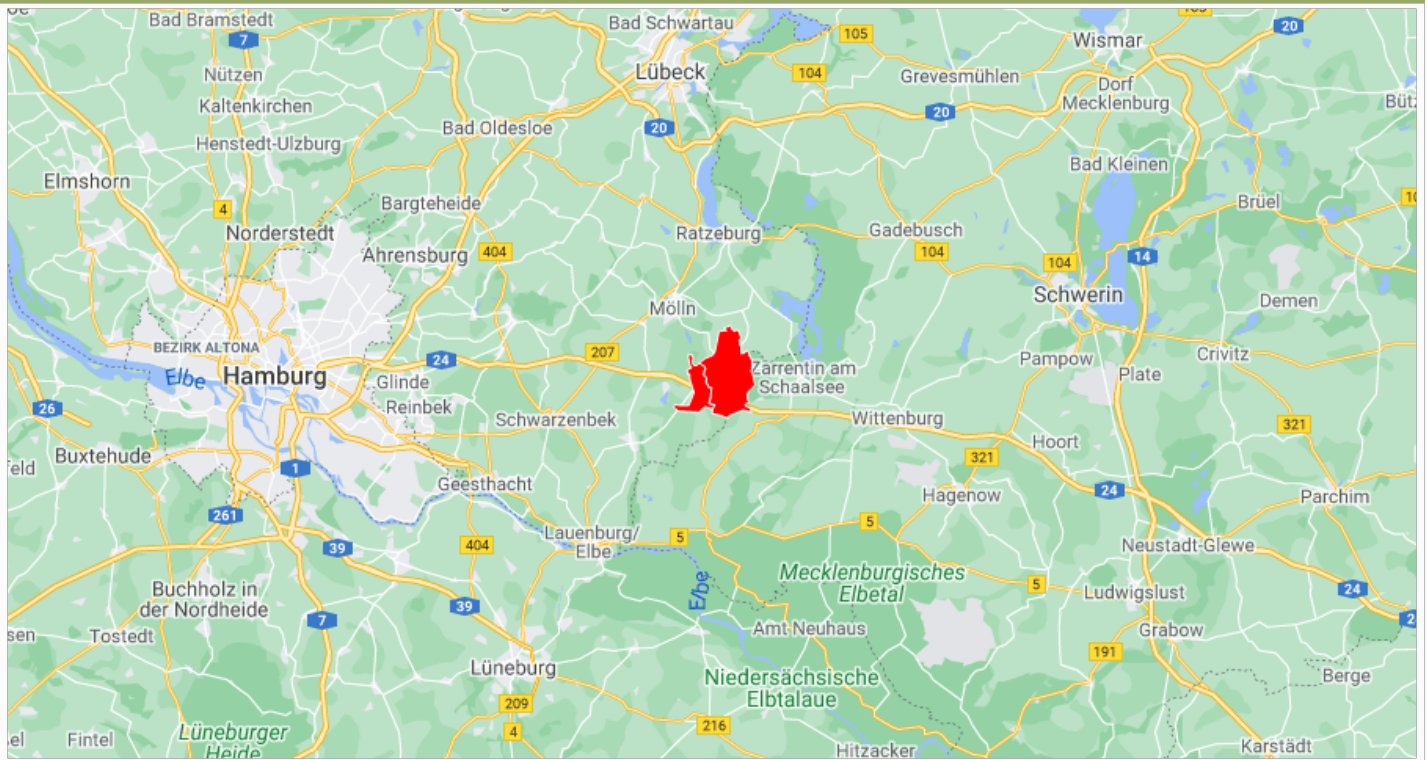 Bad Bramstedt
Bad Schwartau
105
Wismar
20
7
Lübeck
104
Grevesmühlen
Nützen
Dorf
Mecklenburg
Kaltenkirchen
20
20
Bad Oldesloe
Henstedt-Ulzburg
Bad Kleinen
Elmshorn
4
Bargteheide
Brüel
Norderstedt
Ratzeburg
Gadebusch
Ahrensburg
404
104
104
14
Schwerin
Demen
Mölln
BEZIRK ALTONA
24
207
Pampow
Crivitz
Elbe
Hamburg
Glinde
Zarrentin am
Schaalsee
Plate
26
Reinbek
Schwarzenbek
Wittenburg
321
Buxtehude
Hoort
1
321
Geesthacht
Hagenow
24
Parchim
261
Lauenburg/
Elbe
5
5
39
404
Neustadt-Glewe
Mecklenburgisches
Elbetal
Elbe
5
24
Buchholz in
der Nordheide
39
7
Ludwigslust
Tostedt
Amt Neuhaus
Grabow
191
Lüneburg
Niedersächsische
Elbtalaue
Berge
209
216
4
Fintel
Lüneburger
Heide
Hitzacker
Karstädt